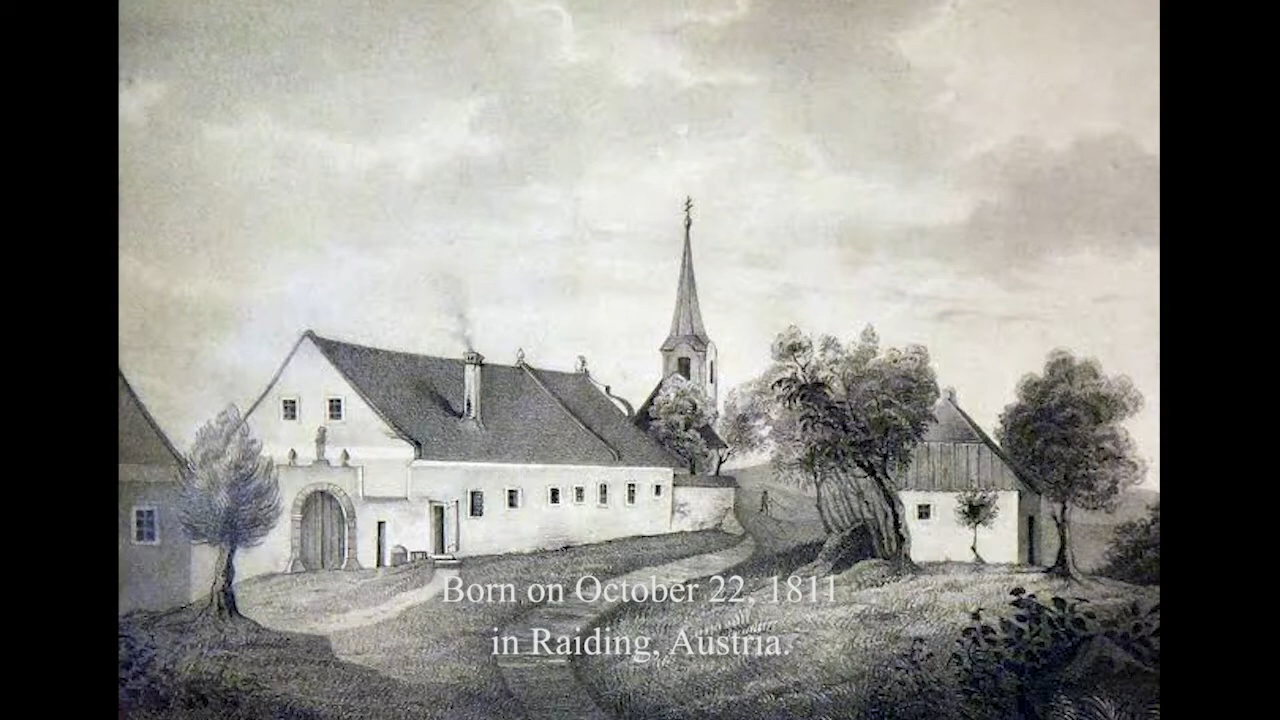 Born on October 22, 1811
in Raiding, Austria.